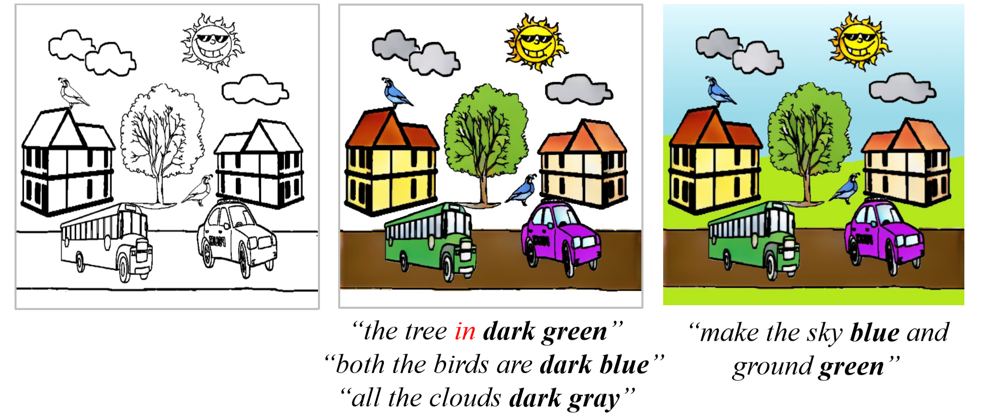 “the tree in dark green”
“both the birds are dark blue”
“all the clouds dark gray”
“make the sky blue and
ground green”